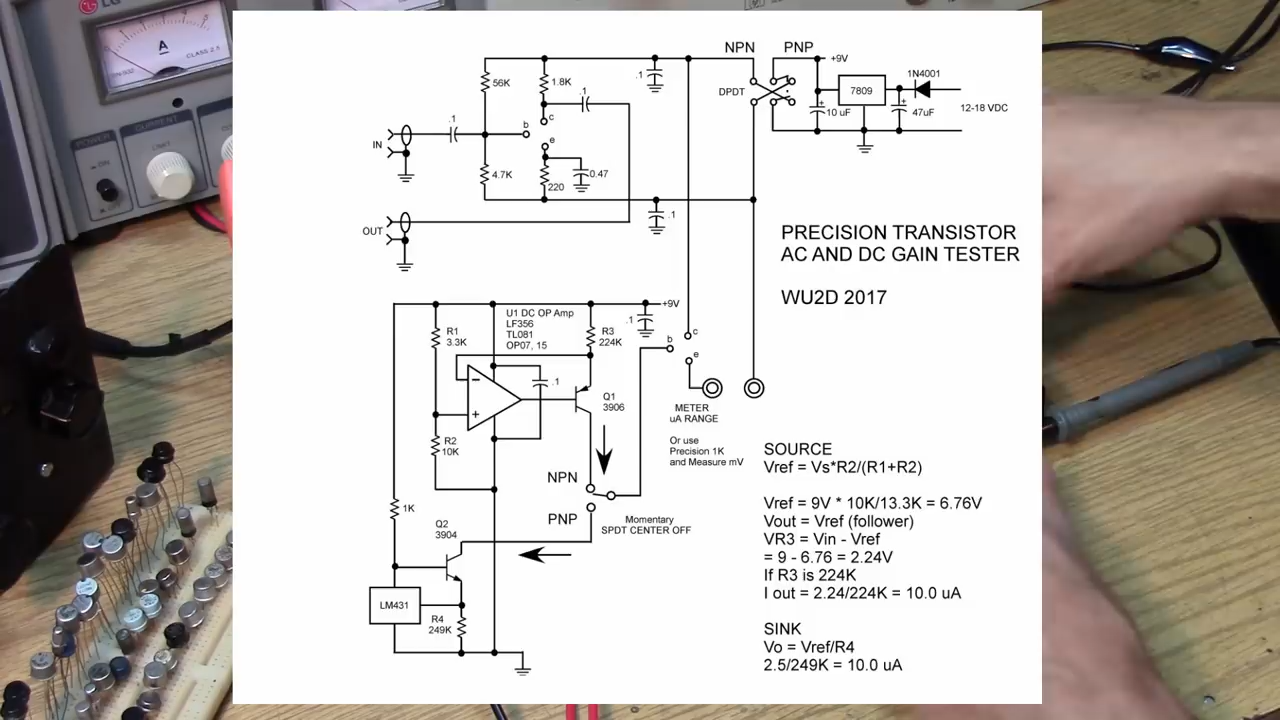 LG
A
CLASS 2.5
POWER
CURRENT
NPN
PNP
+9V
1N4001
56K
1.8K
.1
.1
DPDT
7809
12-18 VDC
10 uF
47uF
.1
c
b
e
IN
4.7K
220
0.47
.1
OUT
PRECISION TRANSISTOR
AC AND DC GAIN TESTER
WU2D 2017
+9V
U1 DC OP Amp
LF356
TL081
OP07, 15
R1
3.3K
R3
224K
.1
c
b
e
-
+
.1
Q1
3906
METER
uA RANGE
Or use
Precision 1K
and Measure mV
R2
10K
NPN
PNP
Momentary
SPDT CENTER OFF
1K
Q2
3904
LM431
R4
249K
SOURCE
Vref = Vs*R2/(R1+R2)
Vref = 9V * 10K/13.3K = 6.76V
Vout = Vref (follower)
VR3 = Vin - Vref
= 9 - 6.76 = 2.24V
If R3 is 224K
I out = 2.24/224K = 10.0 uA
SINK
Vo = Vref/R4
2.5/249K = 10.0 uA